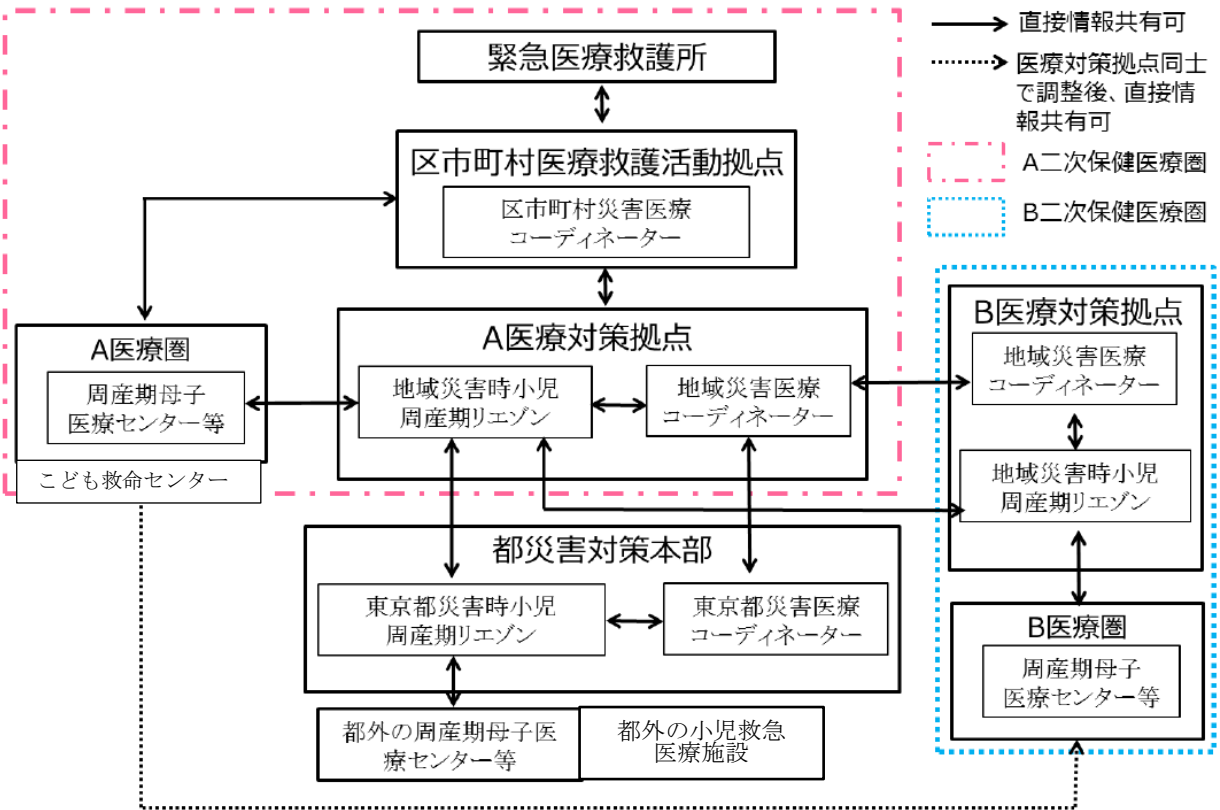 直接情報共有可
医療対策拠点同士
で調整後、直接情
報共有可
A二次保健医療圏
B二次保健医療圏
緊急医療救護所
区市町村医療救護活動拠点
区市町村災害医療
コーディネーター
A医療対策拠点
地域災害時小児
周産期リエゾン
地域災害医療
コーディネーター
A医療圏
周産期母子
医療センター等
こども救命センター
B医療対策拠点
地域災害医療
コーディネーター
地域災害時小児
周産期リエゾン
都災害対策本部
東京都災害時小児
周産期リエゾン
東京都災害医療
コーディネーター
B医療圏
周産期母子
医療センター等
都外の周産期母子医
療センター等
都外の小児救急
医療施設